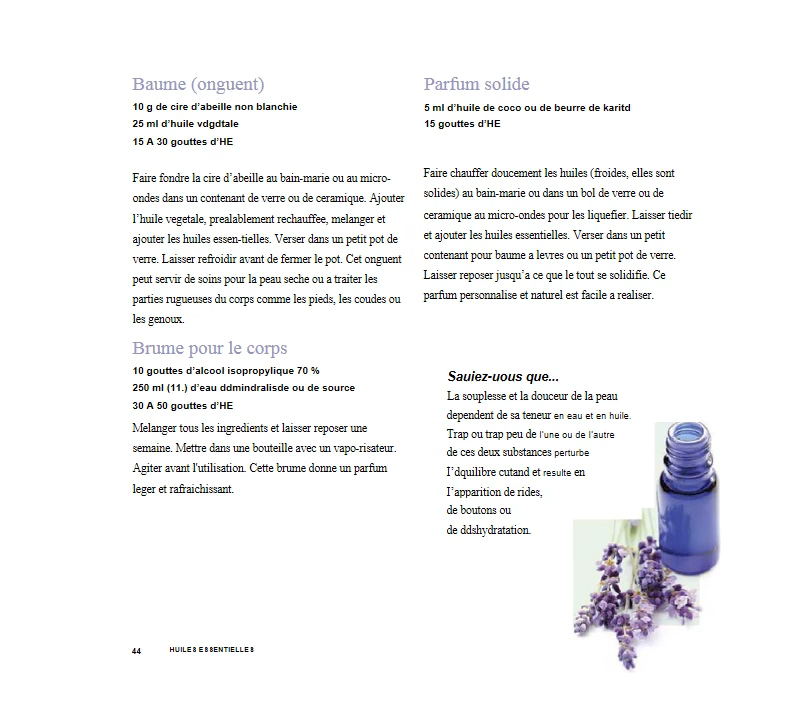 Baume (onguent)
10 g de cire d'abeille non blanchie
25 ml d'huile vdgdtale
15 A 30 gouttes d'HE
Faire fondre la cire d'abeille au bain-marie ou au micro-
ondes dans un contenant de verre ou de ceramique. Ajouter
l'huile vegetale, prealablement rechauffee, melanger et
ajouter les huiles essen-tielles. Verser dans un petit pot de
verre. Laisser refroidir avant de fermer le pot. Cet onguent
peut servir de soins pour la peau seche ou a traiter les
parties rugueuses du corps comme les pieds, les coudes ou
les genoux.
Brume pour le corps
10 gouttes d'alcool isopropylique 70 %
250 ml (11.) d'eau ddmindralisde ou de source
30 A 50 gouttes d'HE
Melanger tous les ingredients et laisser reposer une
semaine. Mettre dans une bouteille avec un vapo-risateur.
Agiter avant l'utilisation. Cette brume donne un parfum
leger et rafraichissant.
Parfum solide
5 ml d'huile de coco ou de beurre de karitd
15 gouttes d'HE
Faire chauffer doucement les huiles (froides, elles sont
solides) au bain-marie ou dans un bol de verre ou de
ceramique au micro-ondes pour les liquefier. Laisser tiedir
et ajouter les huiles essentielles. Verser dans un petit
contenant pour baume a levres ou un petit pot de verre.
Laisser reposer jusqu'a ce que le tout se solidifie. Ce
parfum personnalise et naturel est facile a realiser.
Sauiez-uous que...
La souplesse et la douceur de la peau
dependent de sa teneur en eau et en huile.
Trap ou trap peu de l'une ou de l'autre
de ces deux substances perturbe
I'dquilibre cutand et resulte en
I'apparition de rides,
de boutons ou
de ddshydratation.
44 HUILES ESSENTIELLES